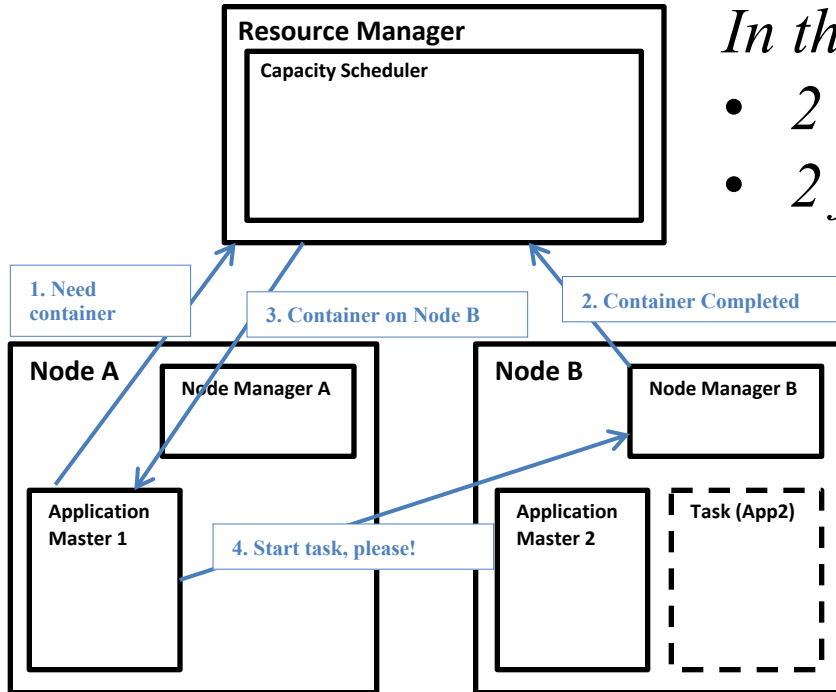 Resource Manager
Capacity Scheduler
In th
• 2
• 2 j
1. Need
container
3. Container on Node B
2. Container Completed
Node A
Node Manager A
Node B
Node Manager B
Application
Master 1
4. Start task, please!
Application
Master 2
Task (App2)